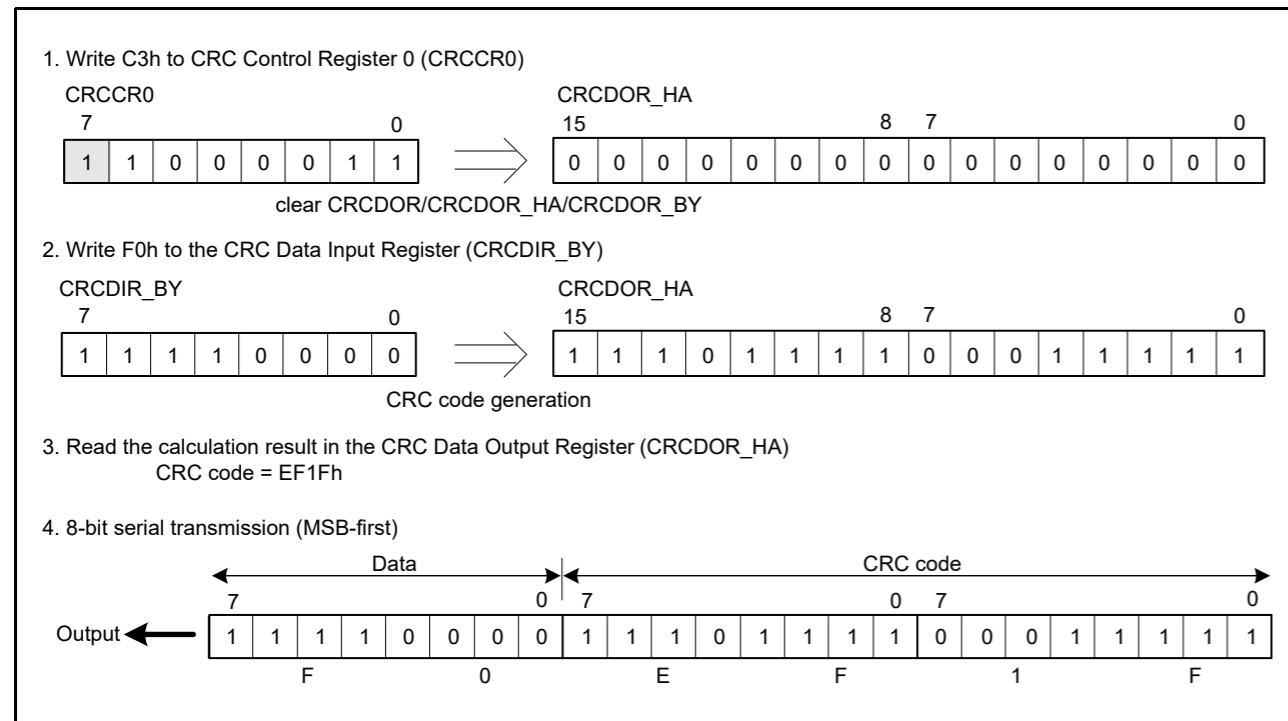 1. Write C3h to CRC Control Register 0 (CRCCR0)
CRCCR0 CRCDOR_HA
7 0 15 8 7 0
1 1 0 0 0 0 1 1 0 0 0 0 0 0 0 0 0 0 0 0 0 0 0 0
clear CRCDOR/CRCDOR_HA/CRCDOR_BY
2. Write F0h to the CRC Data Input Register (CRCDIR_BY)
CRCDIR_BY CRCDOR_HA
7 0 15 8 7 0
1 1 1 1 0 0 0 0 1 1 1 0 1 1 1 1 0 0 0 1 1 1 1 1
CRC code generation
3. Read the calculation result in the CRC Data Output Register (CRCDOR_HA)
CRC code = EF1Fh
4. 8-bit serial transmission (MSB-first)
Data CRC code
7 0 7 0 7 0
Output 1 1 1 1 0 0 0 0 1 1 1 0 1 1 1 1 0 0 0 1 1 1 1 1
F 0 E F 1 F